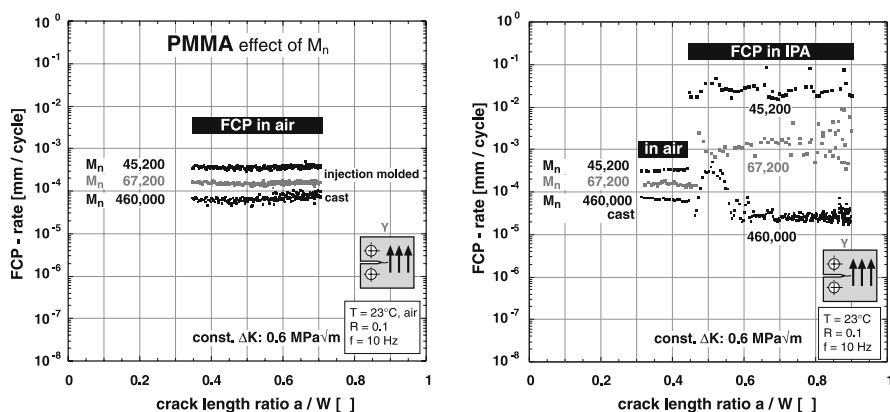 PMMA effect of Mn
10^0
10^-1
10^-2
10^-3
10^-4
10^-5
10^-6
10^-7
10^-8
FCP - rate [mm / cycle]
FCP in air
Mn 45,200
Mn 67,200
Mn 460,000
injection molded
cast
Y
T = 23°C, air
R = 0.1
f = 10 Hz
const. ΔK: 0.6 MPa√m
0 0.2 0.4 0.6 0.8 1
crack length ratio a / W [ ]
10^0
10^-1
10^-2
10^-3
10^-4
10^-5
10^-6
10^-7
10^-8
FCP - rate [mm / cycle]
FCP in IPA
45,200
in air
Mn 45,200
Mn 67,200
Mn 460,000
cast
67,200
460,000
Y
T = 23°C
R = 0.1
f = 10 Hz
const. ΔK: 0.6 MPa√m
0 0.2 0.4 0.6 0.8 1
crack length ratio a / W [ ]